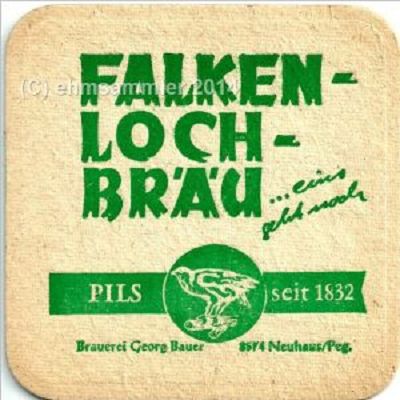 (C) ehmsammler 2014
FALKEN-
LOCH-
BRÄU
...eins
geht noch
PILS
seit 1832
Brauerei Georg Bauer 8574 Neuhaus/Peg.